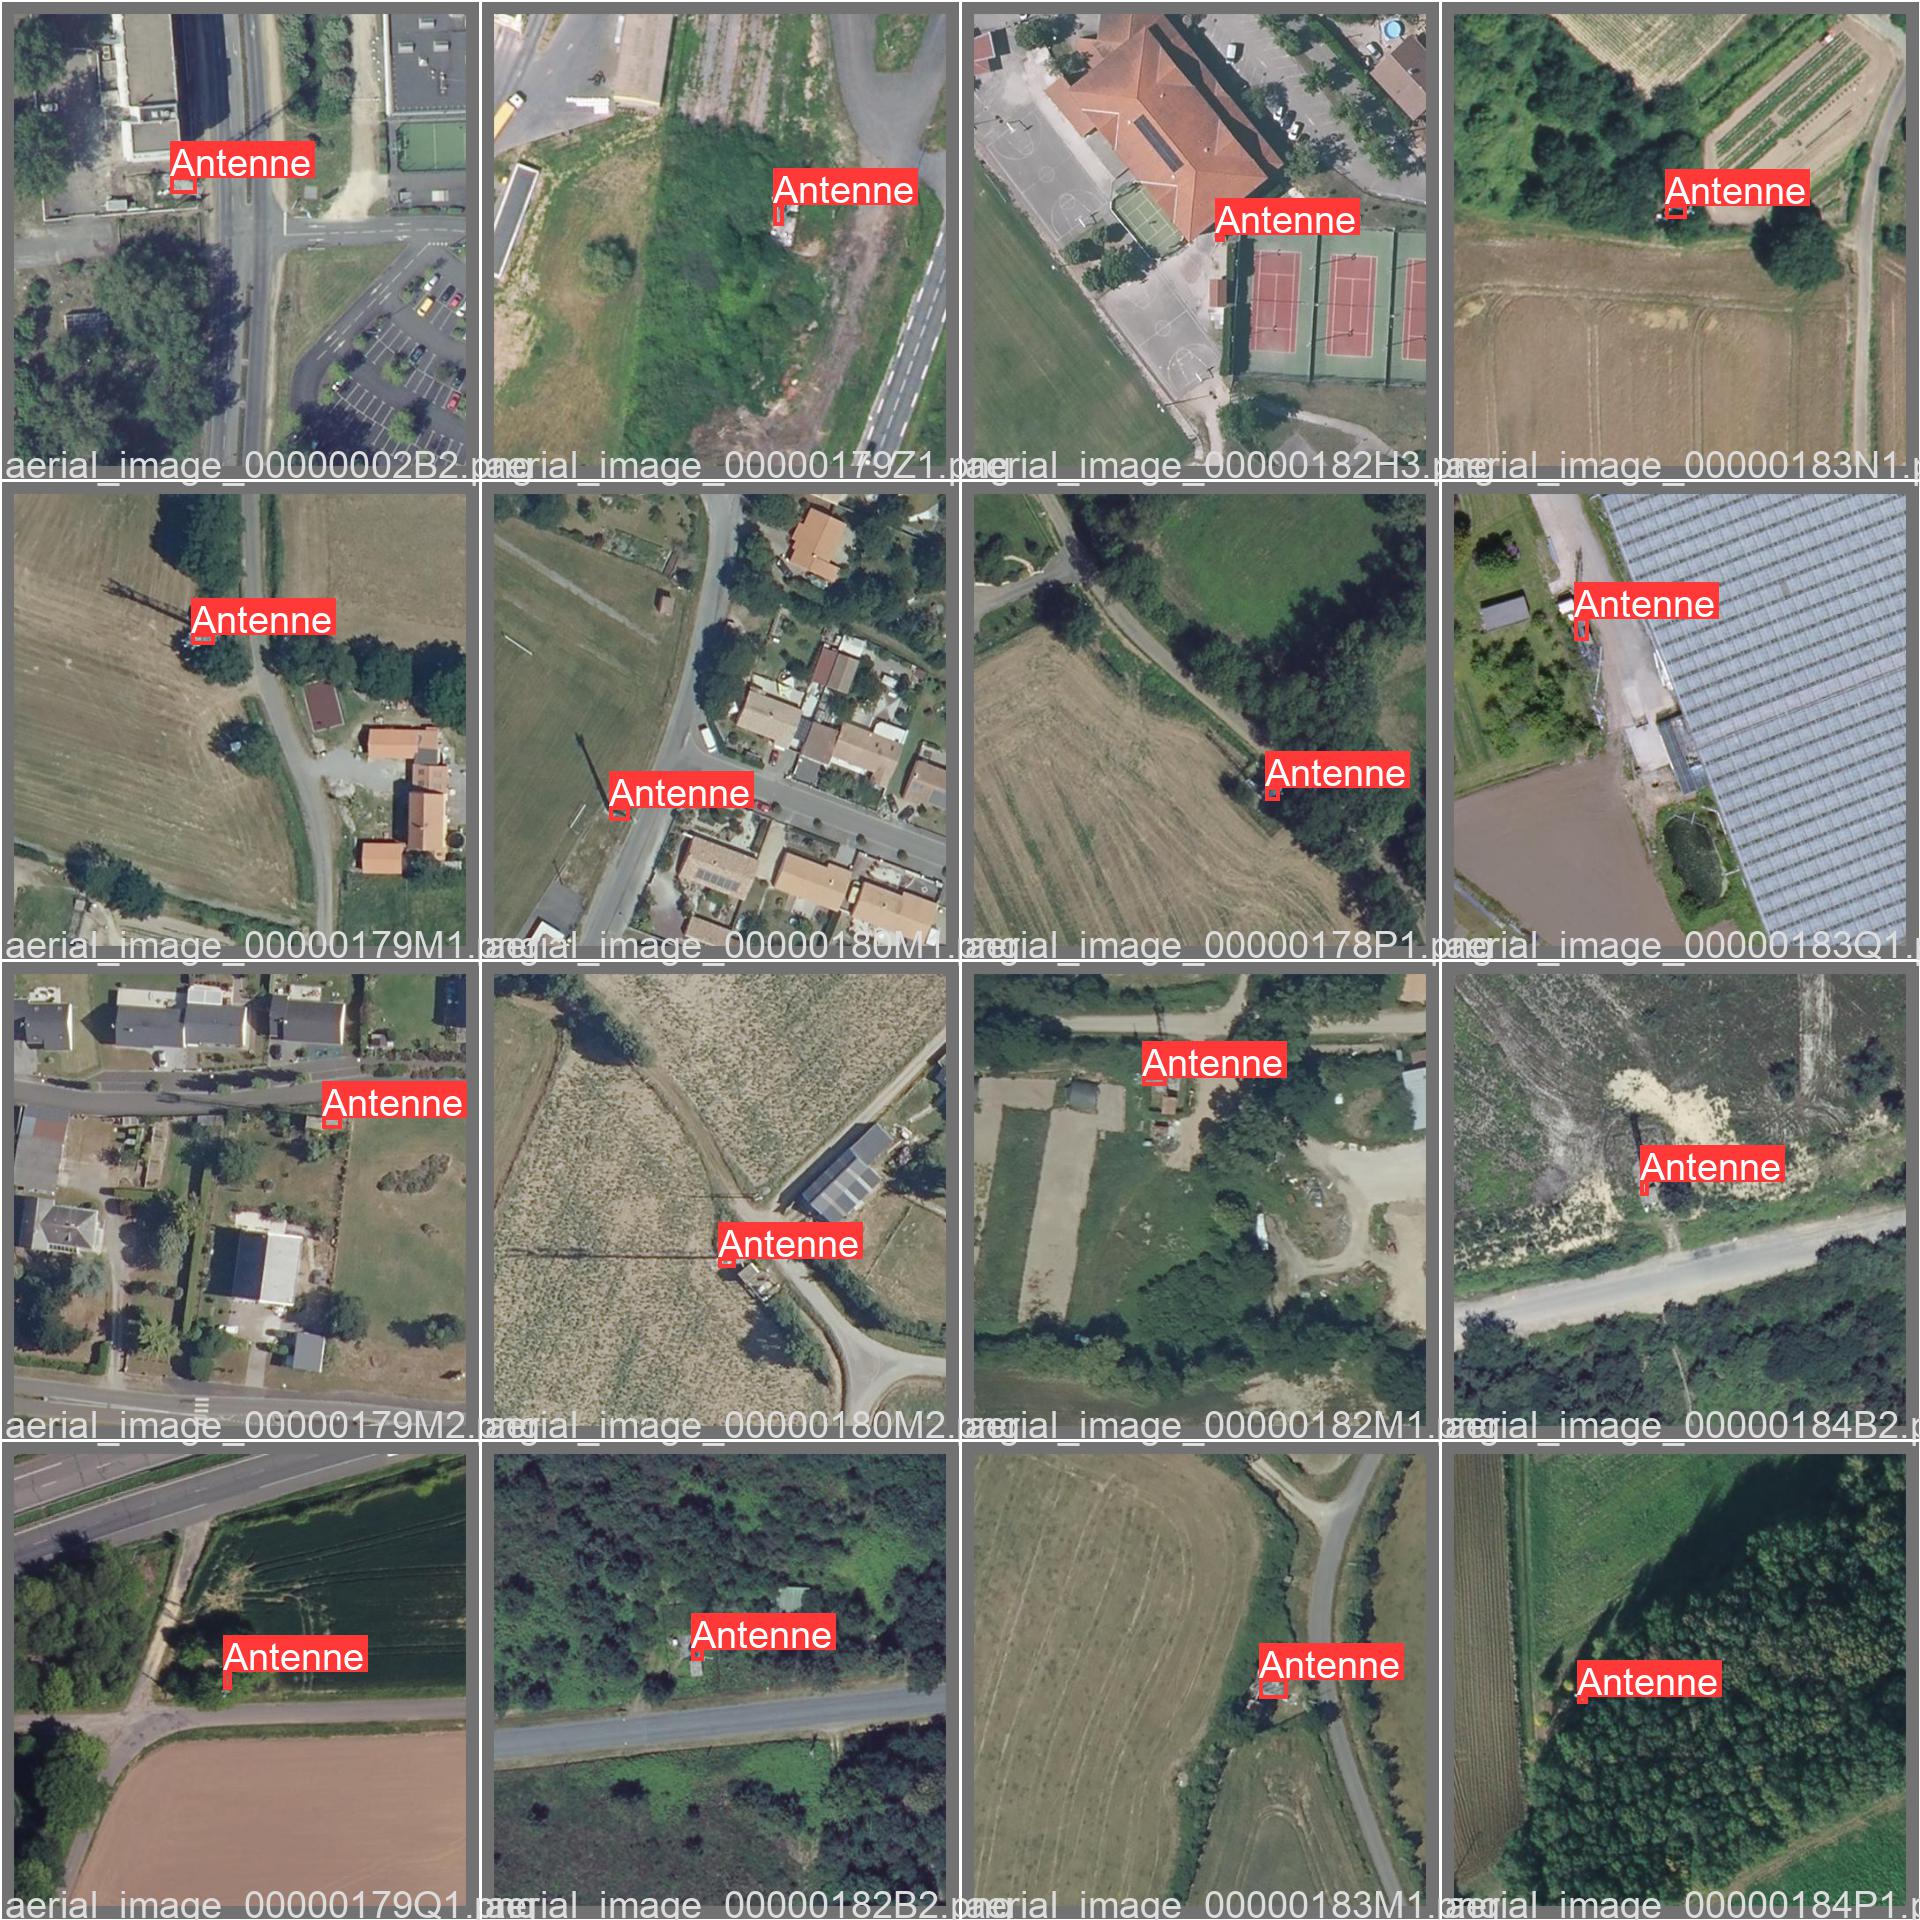 Antenne
Antenne
Antenne
Antenne
aerial_image_00000002B2.png
aerial_image_00000179Z1.png
aerial_image_00000182H3.png
aerial_image_00000183N1.p
Antenne
Antenne
Antenne
Antenne
aerial_image_00000179M1.png
aerial_image_00000180M1.png
aerial_image_00000178P1.png
aerial_image_00000183Q1.p
Antenne
Antenne
Antenne
Antenne
aerial_image_00000179M2.png
aerial_image_00000180M2.png
aerial_image_00000182M1.png
aerial_image_00000184B2.p
Antenne
Antenne
Antenne
Antenne
aerial_image_00000179Q1.png
aerial_image_00000182B2.png
aerial_image_00000183M1.png
aerial_image_00000184P1.p